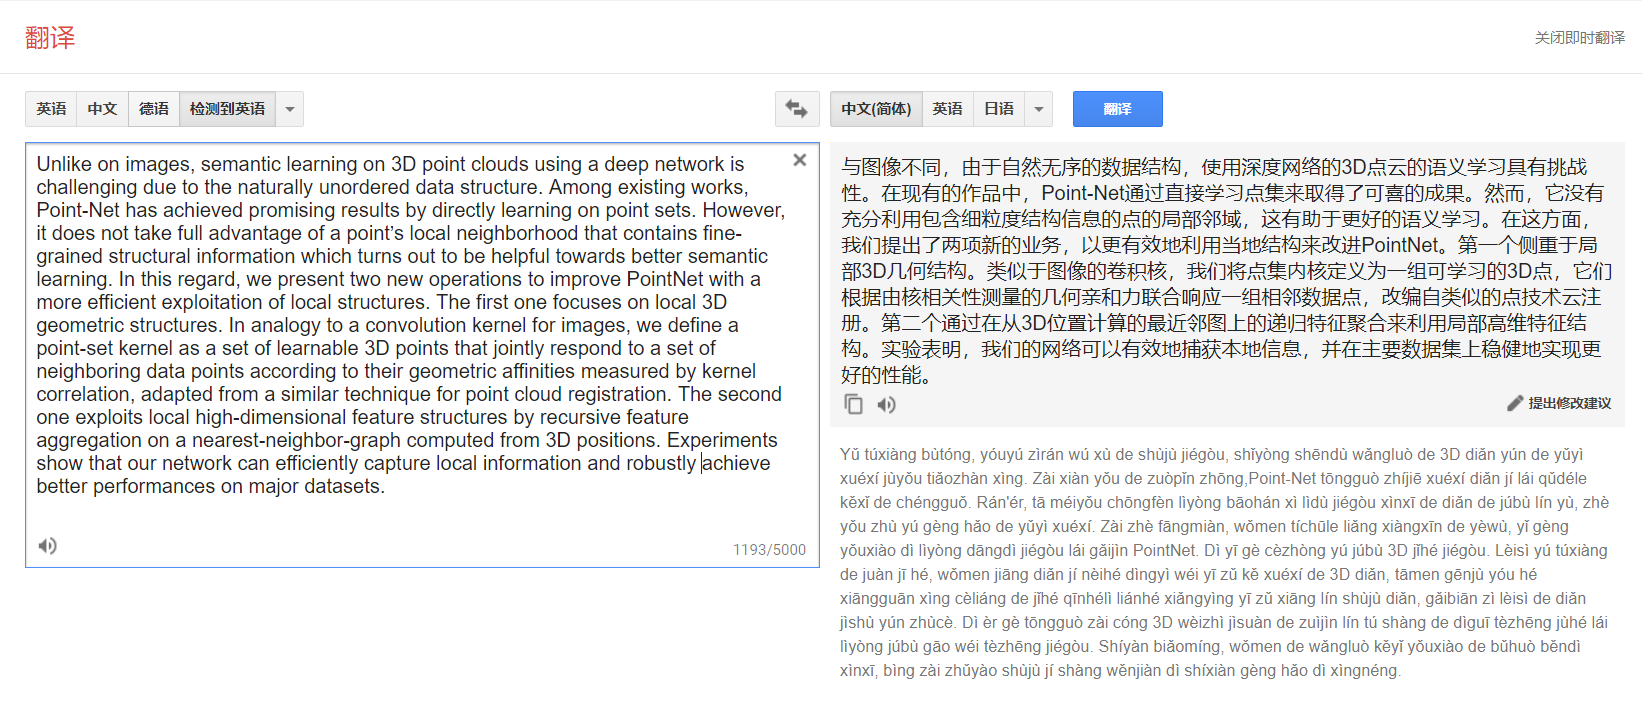 翻译
关闭即时翻译
英语 中文 德语 检测到英语
中文(简体) 英语 日语 翻译
Unlike on images, semantic learning on 3D point clouds using a deep network is
challenging due to the naturally unordered data structure. Among existing works,
Point-Net has achieved promising results by directly learning on point sets. However,
it does not take full advantage of a point’s local neighborhood that contains fine-
grained structural information which turns out to be helpful towards better semantic
learning. In this regard, we present two new operations to improve PointNet with a
more efficient exploitation of local structures. The first one focuses on local 3D
geometric structures. In analogy to a convolution kernel for images, we define a
point-set kernel as a set of learnable 3D points that jointly respond to a set of
neighboring data points according to their geometric affinities measured by kernel
correlation, adapted from a similar technique for point cloud registration. The second
one exploits local high-dimensional feature structures by recursive feature
aggregation on a nearest-neighbor-graph computed from 3D positions. Experiments
show that our network can efficiently capture local information and robustly achieve
better performances on major datasets.
1193/5000
与图像不同，由于自然无序的数据结构，使用深度网络的3D点云的语义学习具有挑战
性。在现有的作品中，Point-Net通过直接学习点集来取得了可喜的成果。然而，它没有
充分利用包含细粒度结构信息的点的局部邻域，这有助于更好的语义学习。在这方面，
我们提出了两项新的业务，以更有效地利用当地结构来改进PointNet。第一个侧重于局
部3D几何结构。类似于图像的卷积核，我们将点集内核定义为一组可学习的3D点，它们
根据由核相关性测量的几何亲和力联合响应一组相邻数据点，改编自类似的点技术云注
册。第二个通过在从3D位置计算的最近邻图上的递归特征聚合来利用局部高维特征结
构。实验表明，我们的网络可以有效地捕获本地信息，并在主要数据集上稳健地实现更
好的性能。
提出修改建议
Yǔ túxiàng bùtóng, yóuyú zìrán wú xù de shùjù jiégòu, shǐyòng shēndù wǎngluò de 3D diǎn yún de yǔyì
xuéxí jùyǒu tiǎozhàn xìng. Zài xiàn yǒu de zuòpǐn zhōng,Point-Net tōngguò zhíjiē xuéxí diǎn jí lái qǔdéle
kěxǐ de chéngguǒ. Rán'ér, tā méiyǒu chōngfèn lìyòng bāohán xì lìdù jiégòu xìnxī de diǎn de júbù lín yù, zhè
yǒu zhù yú gèng hǎo de yǔyì xuéxí. Zài zhè fāngmiàn, wǒmen tíchūle liǎng xiàngxīn de yèwù, yǐ gèng
yǒuxiào dì lìyòng dāngdì jiégòu lái gǎijìn PointNet. Dì yī gè cèzhòng yú júbù 3D jǐhé jiégòu. Lèisì yú túxiàng
de juàn jī hé, wǒmen jiāng diǎn jí nèihé dìngyì wéi yī zǔ kě xuéxí de 3D diǎn, tāmen gēnjù yóu hé
xiāngguān xìng cèliáng de jǐhé qīnhélì liánhé xiǎngyìng yī zǔ xiāng lín shùjù diǎn, gǎibiān zì lèisì de diǎn
jìshù yún zhùcè. Dì èr gè tōngguò zài cóng 3D wèizhì jìsuàn de zuìjìn lín tú shàng de dìguī tèzhēng jùhé lái
lìyòng júbù gāo wéi tèzhēng jiégòu. Shíyàn biǎomíng, wǒmen de wǎngluò kěyǐ yǒuxiào de bǔhuò běndì
xìnxī, bìng zài zhǔyào shùjù jí shàng wěnjiàn dì shíxiàn gèng hǎo dì xìngnéng.